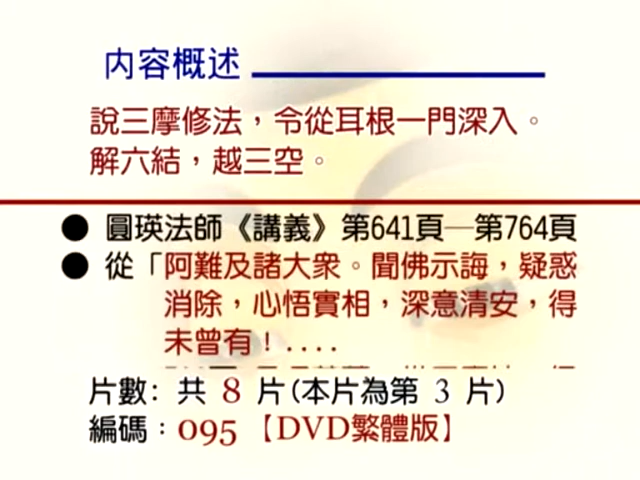 內容概述
說三摩修法，令從耳根一門深入。
解六結，越三空。
● 圓瑛法師《講義》第641頁—第764頁
● 從「阿難及諸大眾。聞佛示誨，疑惑
消除，心悟實相，深意清安，得
未曾有！....
片數：共 8 片(本片為第 3 片)
編碼：095【DVD繁體版】